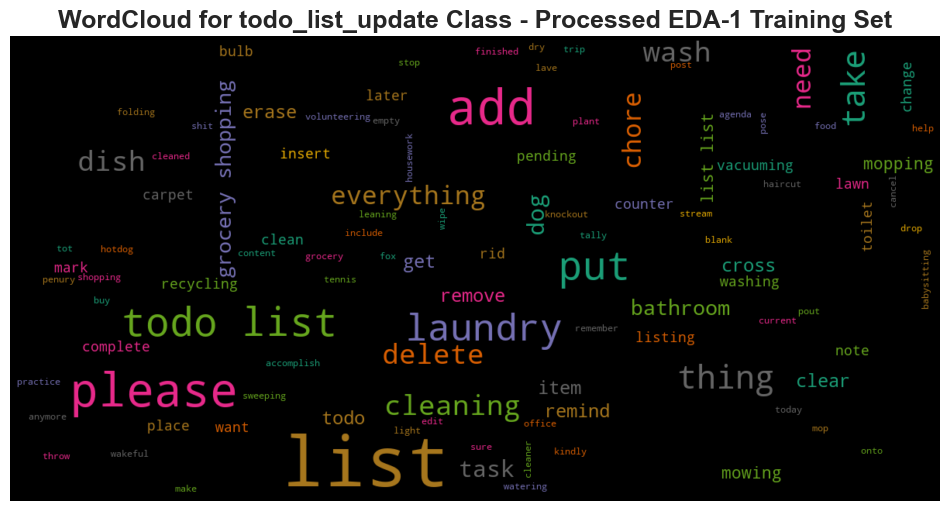 WordCloud for todo_list_update Class - Processed EDA-1 Training Set
bulb
finished
dry
trip
wash
need
take
change
stop
lave
post
later
add
folding
erase
volunteering
empty
plant
chore
list list
agenda
pose
food
help
shit
grocery shopping
dish
cleaned
insert
housework
pending
vacuuming
mopping
carpet
everything
dog
counter
haircut
lawn
cancel
leaning
wipe
knockout
stream
toilet
drop
tot
hotdog
content
clean
include
grocery
fox
get
rid
tally
blank
mark
penury
shopping
recycling
tennis
put
cross
washing
babysitting
buy
remove
bathroom
todo list
laundry
remember
current
pout
listing
complete
delete
accomplish
note
practice
please
sweeping
cleaning
item
thing
clear
anymore
place
want
todo
light
edit
office
remind
today
mop
throw
wakeful
list
sure
task
cleaner
kindly
onto
make
watering
mowing